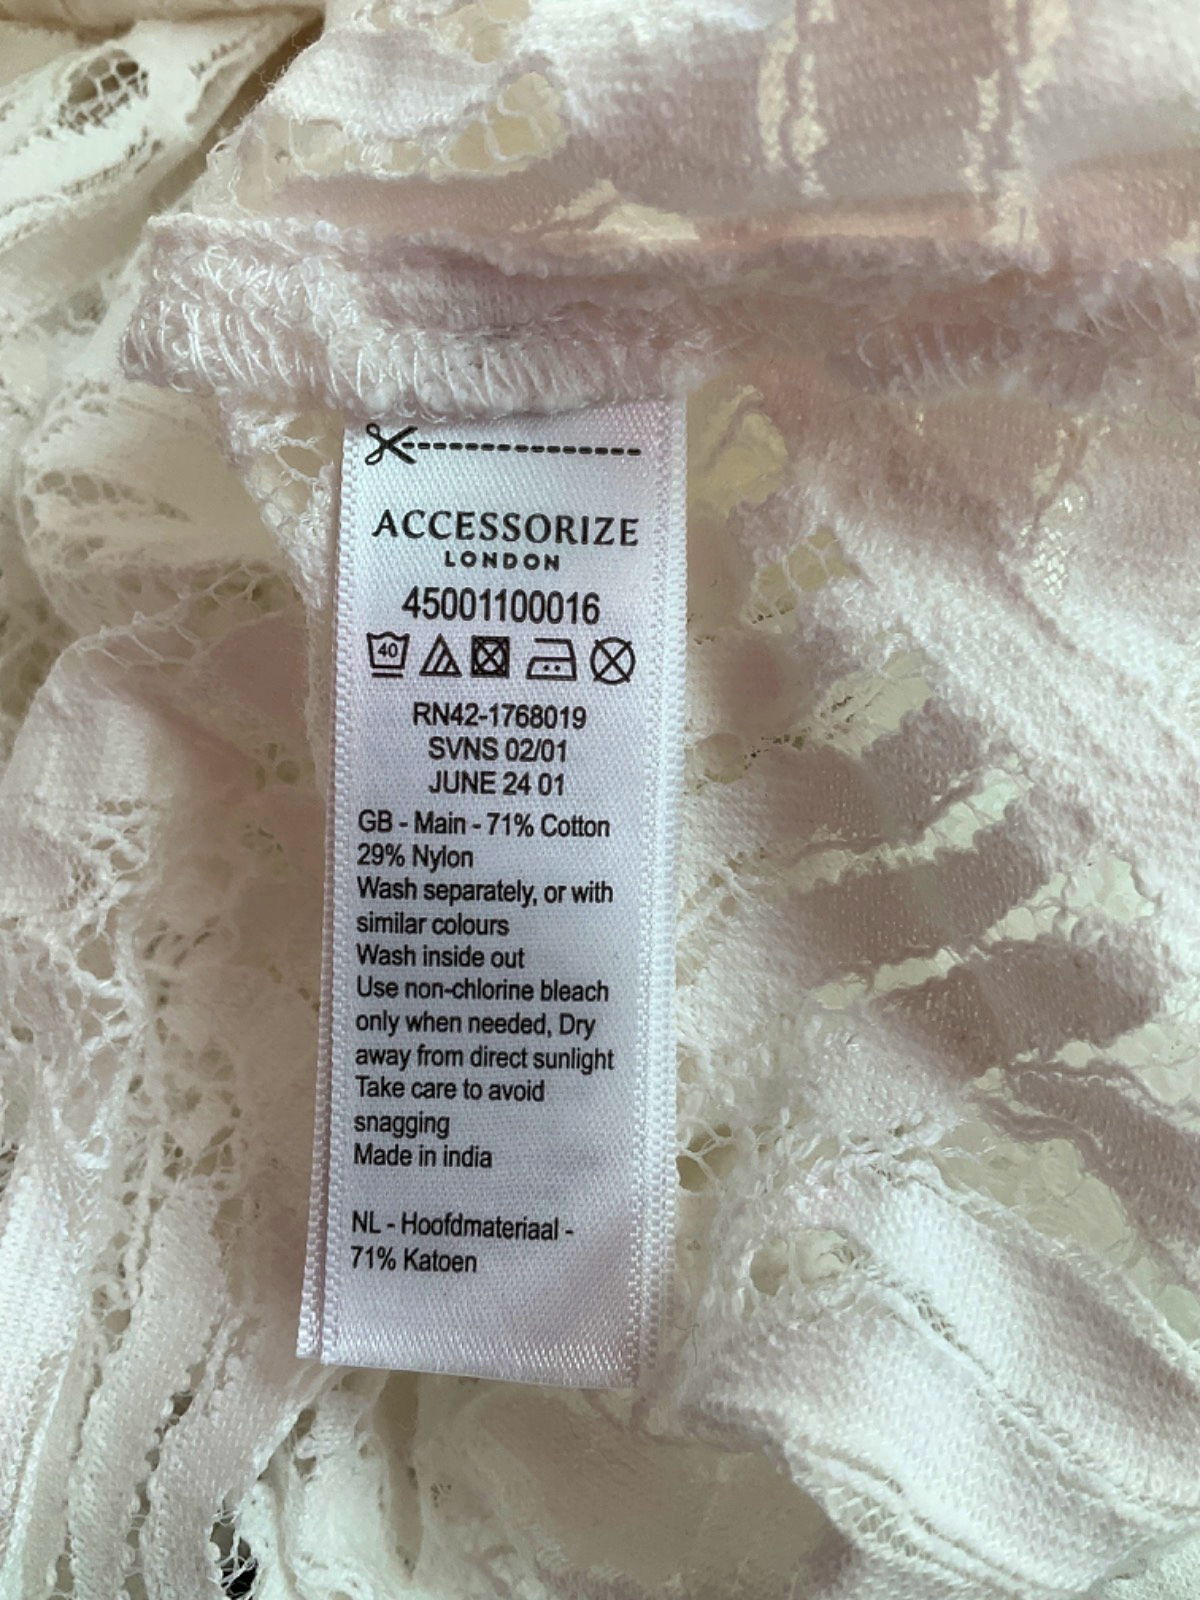 ACCESSORIZE
LONDON
45001100016
40
RN42-1768019
SVNS 02/01
JUNE 24 01
GB - Main - 71% Cotton
29% Nylon
Wash separately, or with
similar colours
Wash inside out
Use non-chlorine bleach
only when needed, Dry
away from direct sunlight
Take care to avoid
snagging
Made in india
NL - Hoofdmateriaal -
71% Katoen